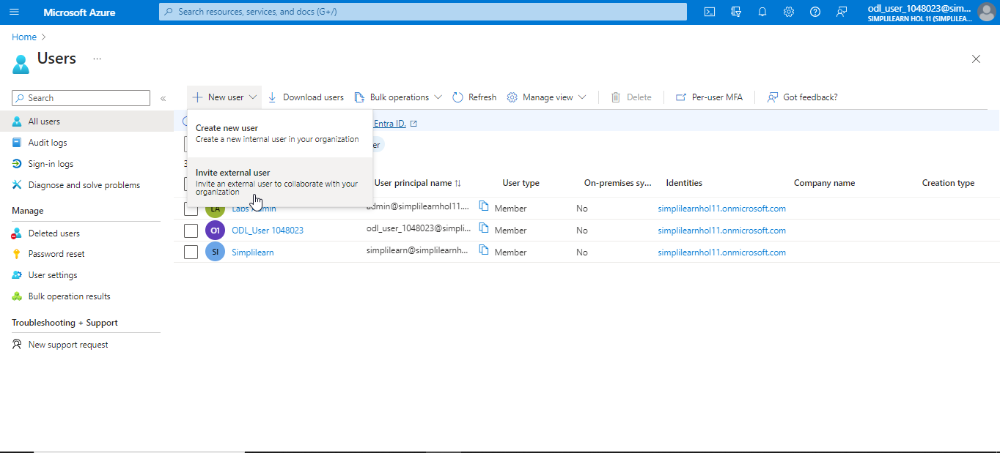 Microsoft Azure
Search resources, services, and docs (G+/)
odl_user_1048023@sim...
SIMPLILEARN HOL 11 (SIMPLILEA...
Home
Users
...
Search
«
New user
Download users
Bulk operations
Refresh
Manage view
Delete
Per-user MFA
Got feedback?
All users
Audit logs
Sign-in logs
Diagnose and solve problems
Manage
Deleted users
Password reset
User settings
Bulk operation results
Troubleshooting + Support
New support request
Create new user
Create a new internal user in your organization
Invite external user
Invite an external user to collaborate with your
organization
Entra ID.
er
3
User principal name
User type
On-premises sy...
Identities
Company name
Creation type
LA Labs Admin admin@simplilearnhol11.... Member No simplilearnhol11.onmicrosoft.com
O1 ODL_User 1048023 odl_user_1048023@simpli... Member No simplilearnhol11.onmicrosoft.com
SI Simplilearn simplilearn@simplilearnh... Member No simplilearnhol11.onmicrosoft.com